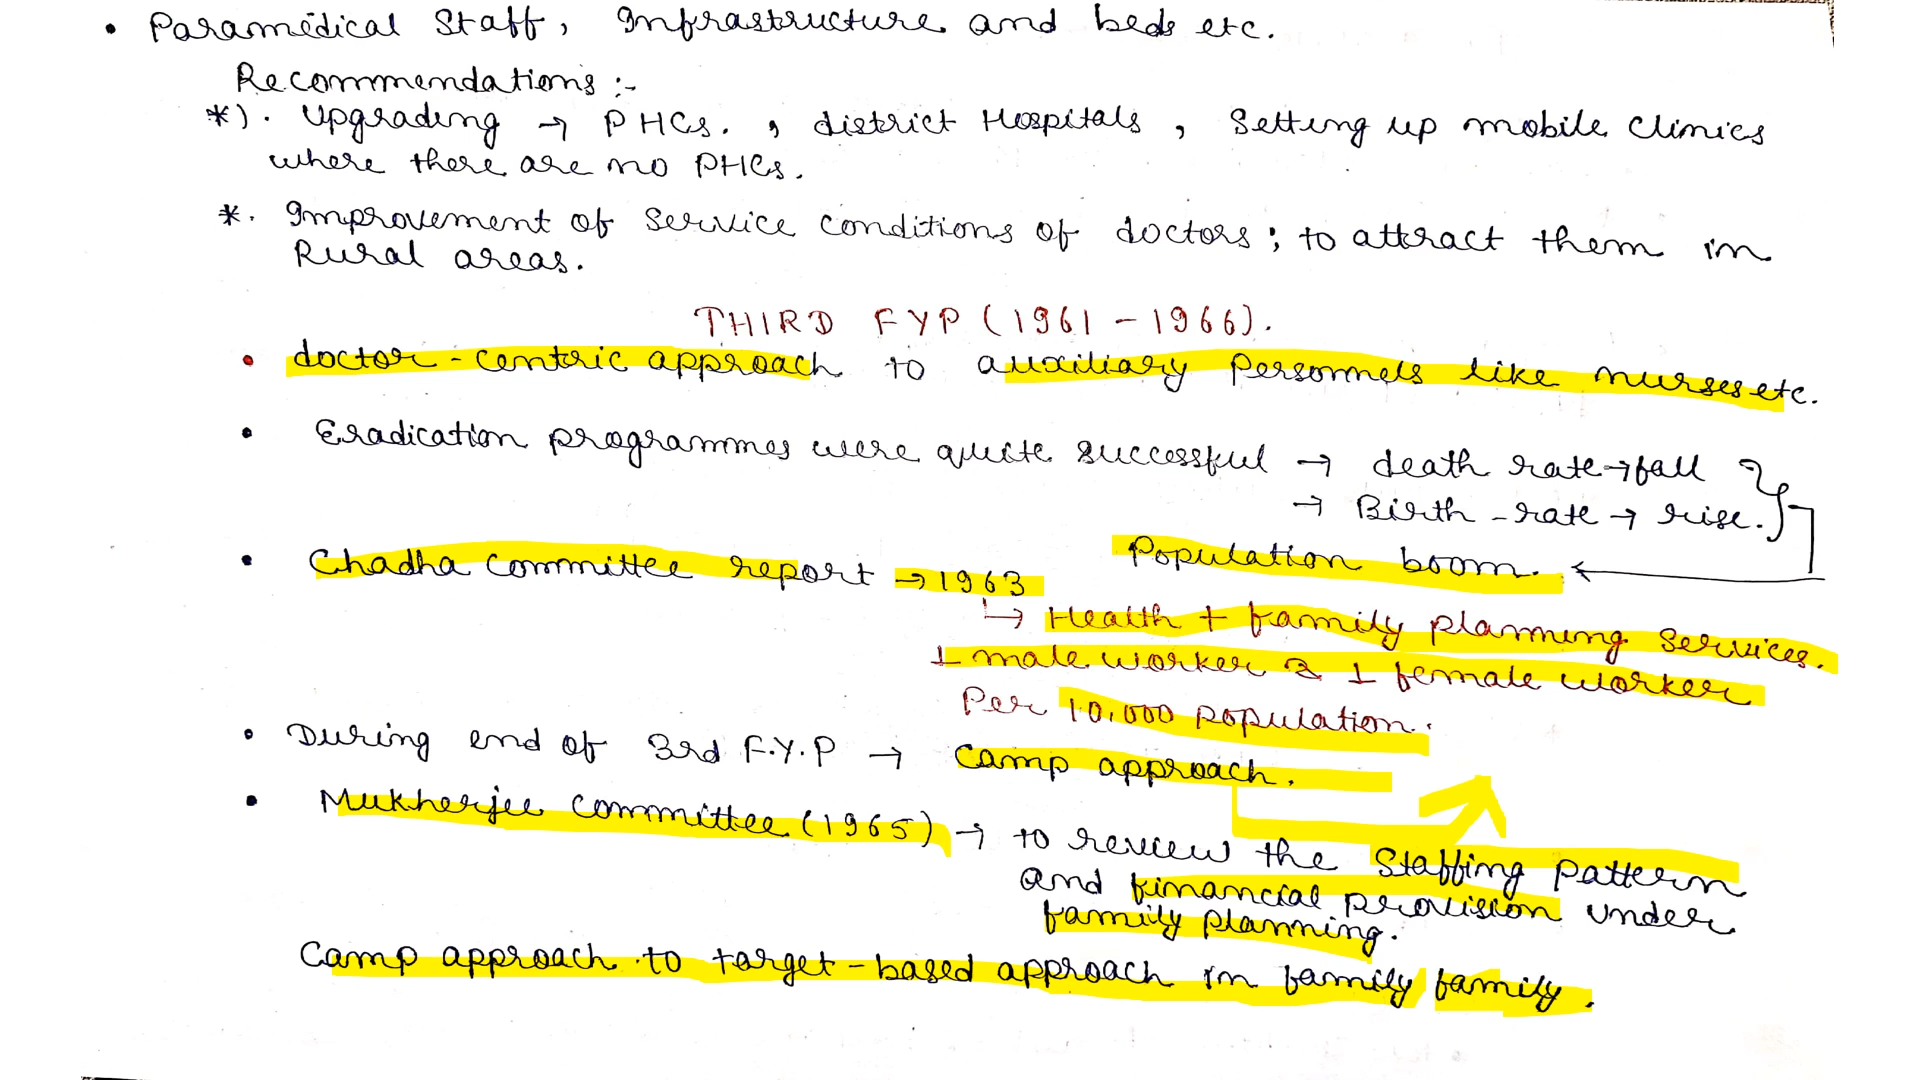 • Paramedical Staff, Infrastructure and beds etc.
Recommendations :-
*). Upgrading → PHCs. , district Hospitals , Setting up mobile clinics
where there are no PHCs.
*. Improvement of service conditions of doctors ; to attract them in
Rural areas.
THIRD FYP (1961 - 1966).
• doctor-centric approach to auxiliary personnels like nurses etc.
• Eradication programmes were quite successful → death rate → fall
→ Birth-rate → rise.
Population boom. ←
• Chadha committee report → 1963
↳ Health + family planning services.
1 male worker & 1 female worker
Per 10,000 population.
• During end of 3rd F.Y.P → Camp approach.
• Mukherjee committee (1965) → to review the Staffing Pattern
and financial provision under
family planning.
Camp approach to target-based approach in family family.